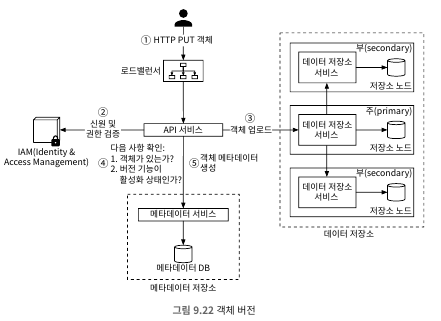 ① HTTP PUT 객체
로드밸런서
②
신원 및
권한 검증
IAM(Identity &
Access Management)
API 서비스
③
객체 업로드
다음 사항 확인:
④ 1. 객체가 있는가?
2. 버전 기능이
활성화 상태인가?
⑤ 객체 메타데이터
생성
메타데이터 서비스
메타데이터 DB
메타데이터 저장소
부(secondary)
데이터 저장소
서비스
저장소 노드
주(primary)
데이터 저장소
서비스
저장소 노드
부(secondary)
데이터 저장소
서비스
저장소 노드
데이터 저장소
그림 9.22 객체 버전